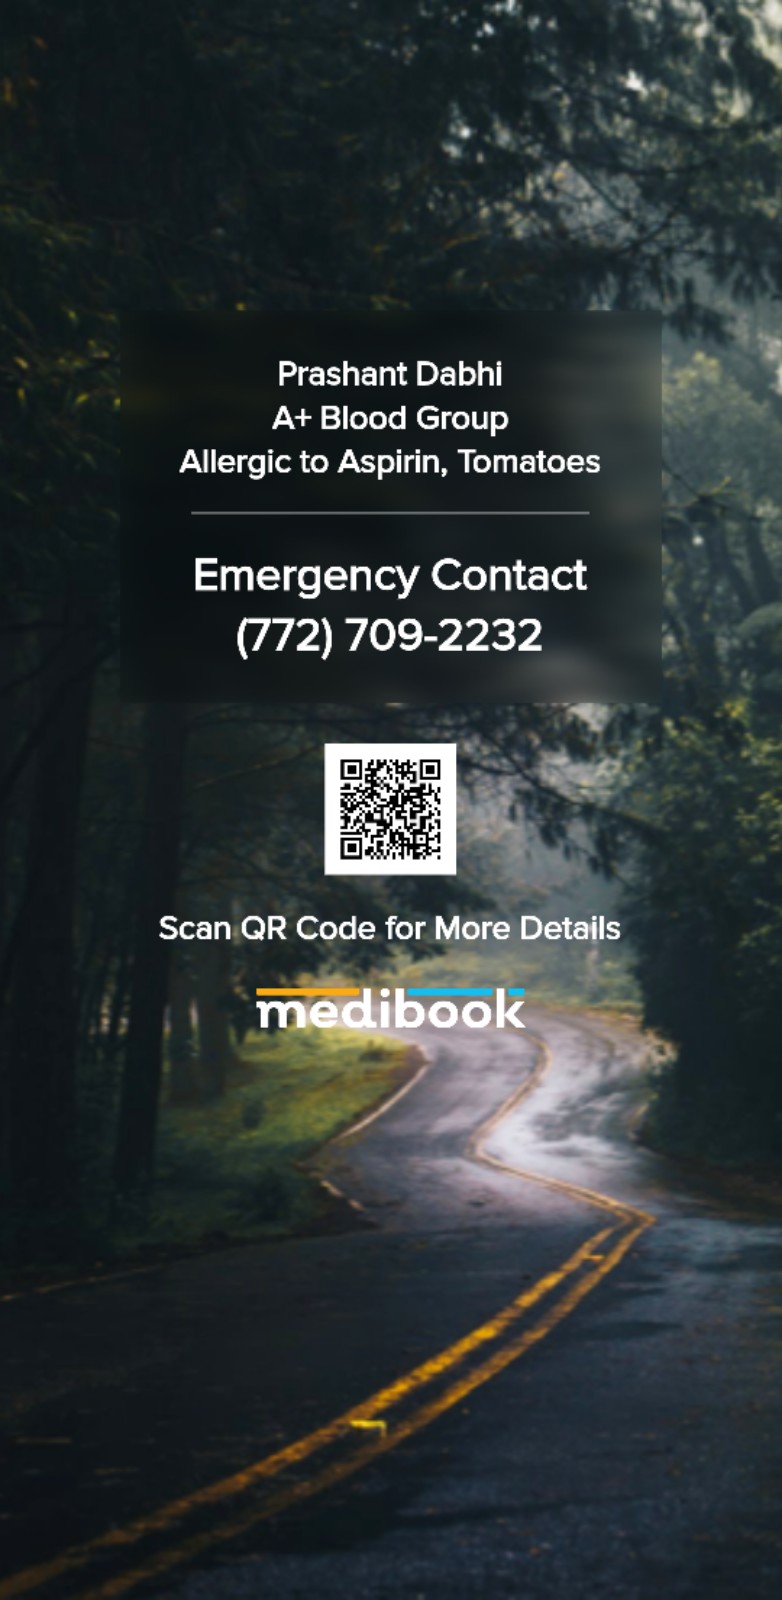 Prashant Dabhi
A+ Blood Group
Allergic to Aspirin, Tomatoes
Emergency Contact
(772) 709-2232
Scan QR Code for More Details
medibook